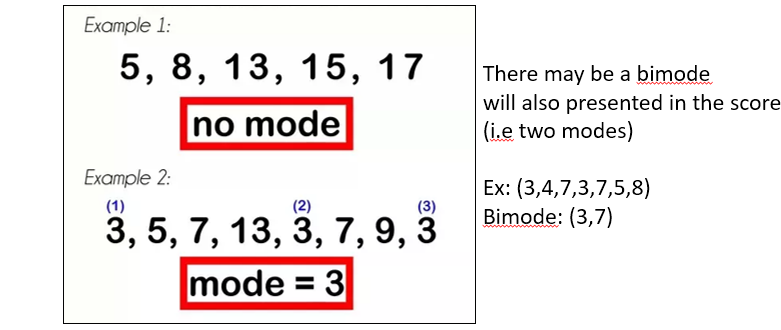 Example 1:
5, 8, 13, 15, 17
no mode
Example 2:
(1) (2) (3)
3, 5, 7, 13, 3, 7, 9, 3
mode = 3
There may be a bimode
will also presented in the score
(i.e two modes)
Ex: (3,4,7,3,7,5,8)
Bimode: (3,7)